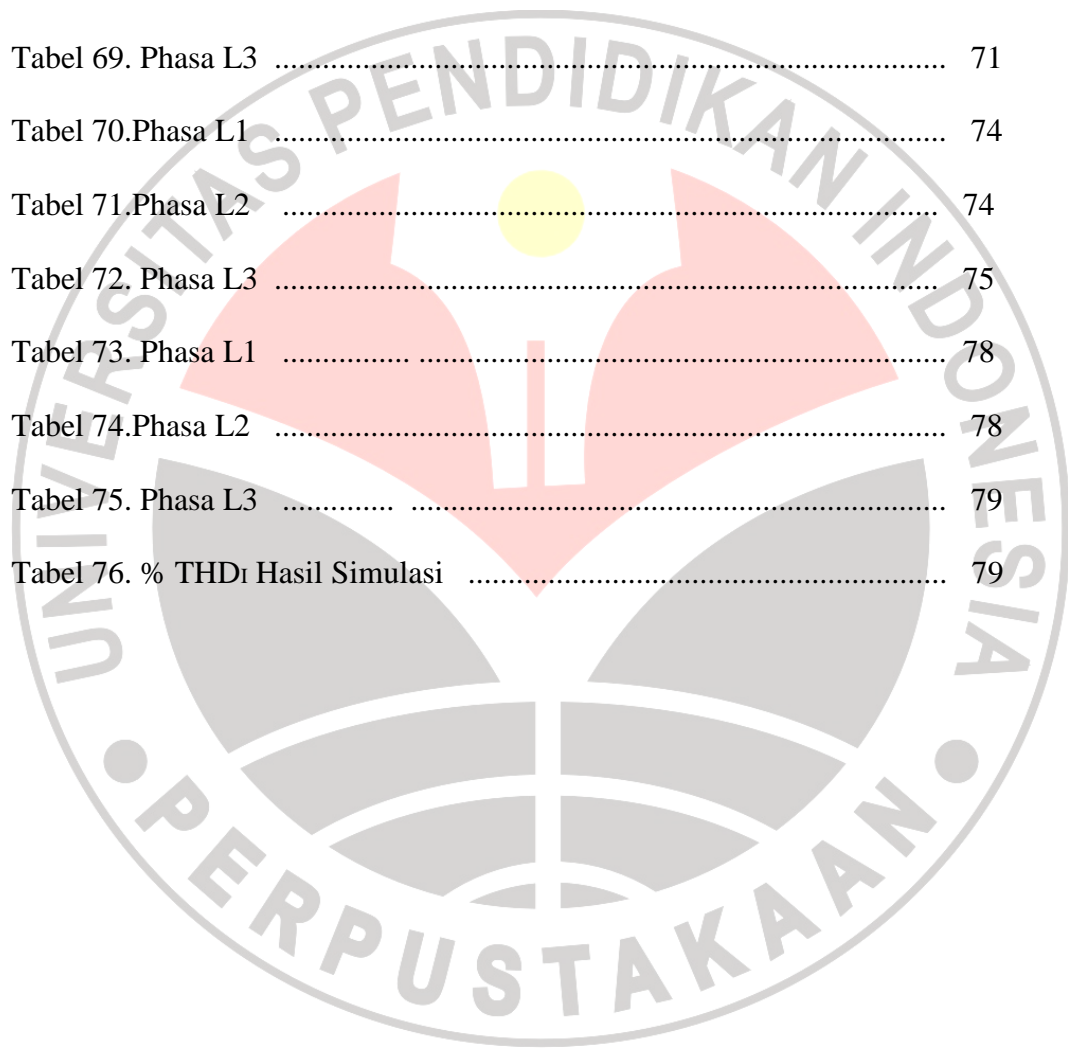 Tabel 69. Phasa L3 ........................................................................................ 71
Tabel 70.Phasa L1 ........................................................................................ 74
Tabel 71.Phasa L2 ...................................................................................... 74
Tabel 72. Phasa L3 ....................................................................................... 75
Tabel 73. Phasa L1 ................. ..................................................................... 78
Tabel 74.Phasa L2 ........................................................................................ 78
Tabel 75. Phasa L3 .............. ...................................................................... 79
Tabel 76. % THDI Hasil Simulasi .............................................................. 79
UNIVERSITAS PENDIDIKAN INDONESIA
PERPUSTAKAAN